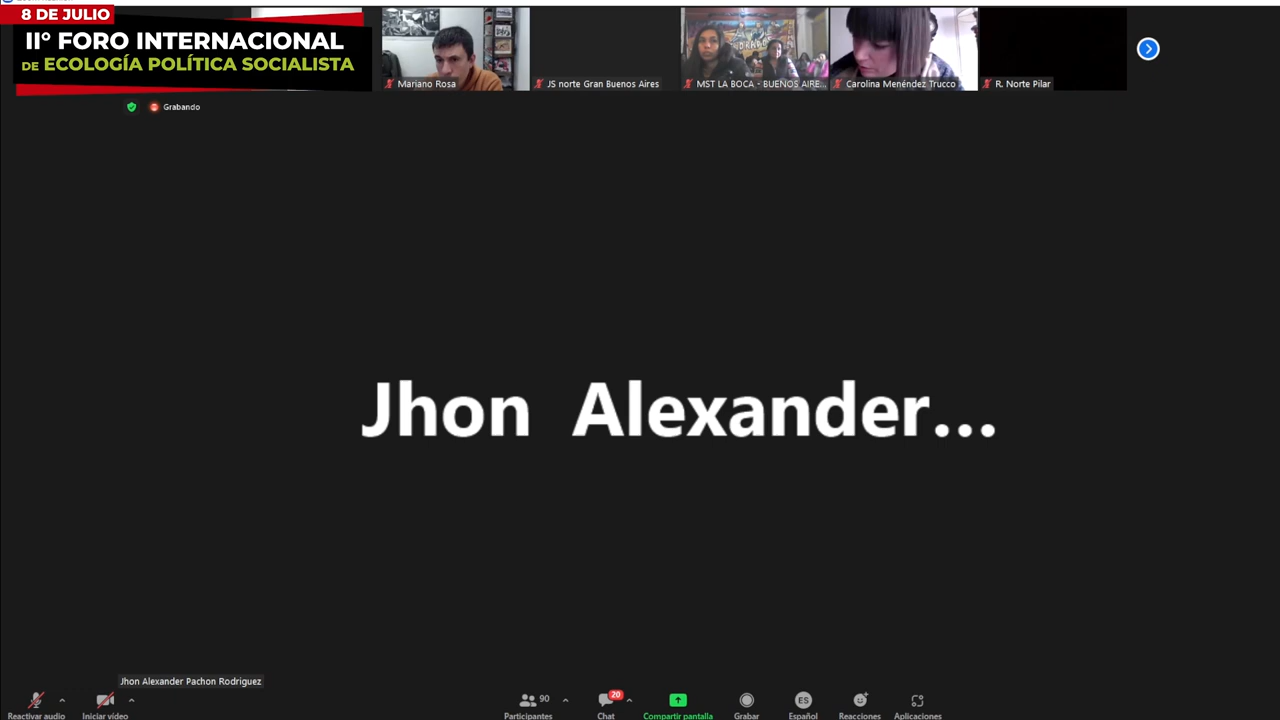 8 DE JULIO
IIº FORO INTERNACIONAL
DE ECOLOGÍA POLÍTICA SOCIALISTA
Mariano Rosa
JS norte Gran Buenos Aires
MST LA BOCA - BUENOS AIRE...
Carolina Menéndez Trucco
R. Norte Pilar
Grabando
Jhon Alexander...
Jhon Alexander Pachon Rodriguez
90
20
ES
Reactivar audio
Iniciar vídeo
Participantes
Chat
Compartir pantalla
Grabar
Español
Reacciones
Aplicaciones